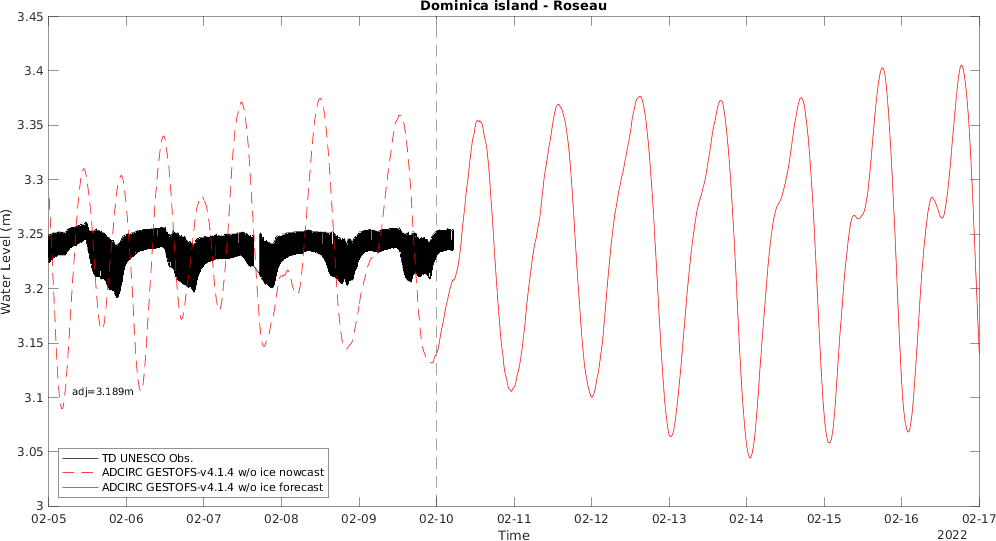 Dominica island - Roseau
3.45
3.4
3.35
3.3
3.25
3.2
3.15
3.1
3.05
3
Water Level (m)
adj=3.189m
TD UNESCO Obs.
ADCIRC GESTOFS-v4.1.4 w/o ice nowcast
ADCIRC GESTOFS-v4.1.4 w/o ice forecast
02-05 02-06 02-07 02-08 02-09 02-10 02-11 02-12 02-13 02-14 02-15 02-16 02-17
Time
2022